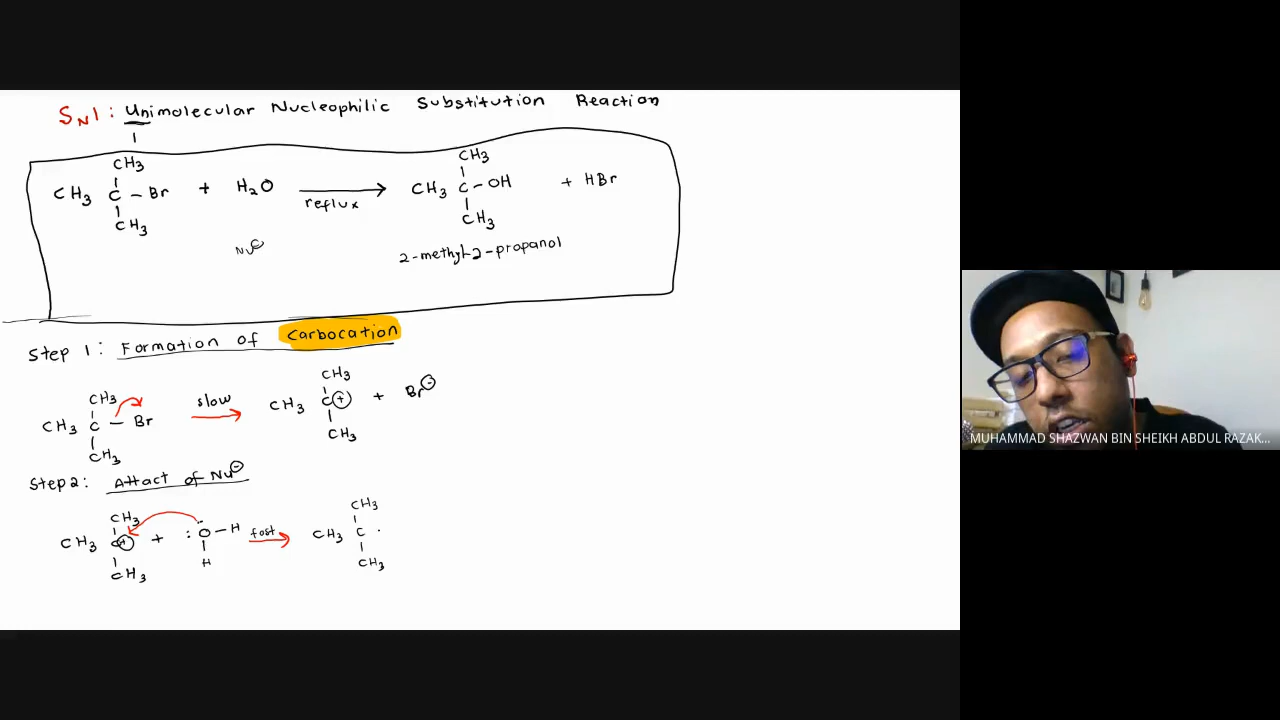 SN1: Unimolecular Nucleophilic Substitution Reaction
CH3 CH3
CH3 C - Br + H2O → CH3 C - OH + HBr
reflux
CH3 CH3
Nu⊖
2-methyl-2-propanol
Step 1: Formation of Carbocation
CH3 CH3
CH3 C - Br slow → CH3 C⊕ + Br⊖
CH3 CH3
Step 2: Attact of Nu⊖
CH3 CH3
CH3 C⊕ + :O-H fast → CH3 C
CH3 H CH3
MUHAMMAD SHAZWAN BIN SHEIKH ABDUL RAZAK...